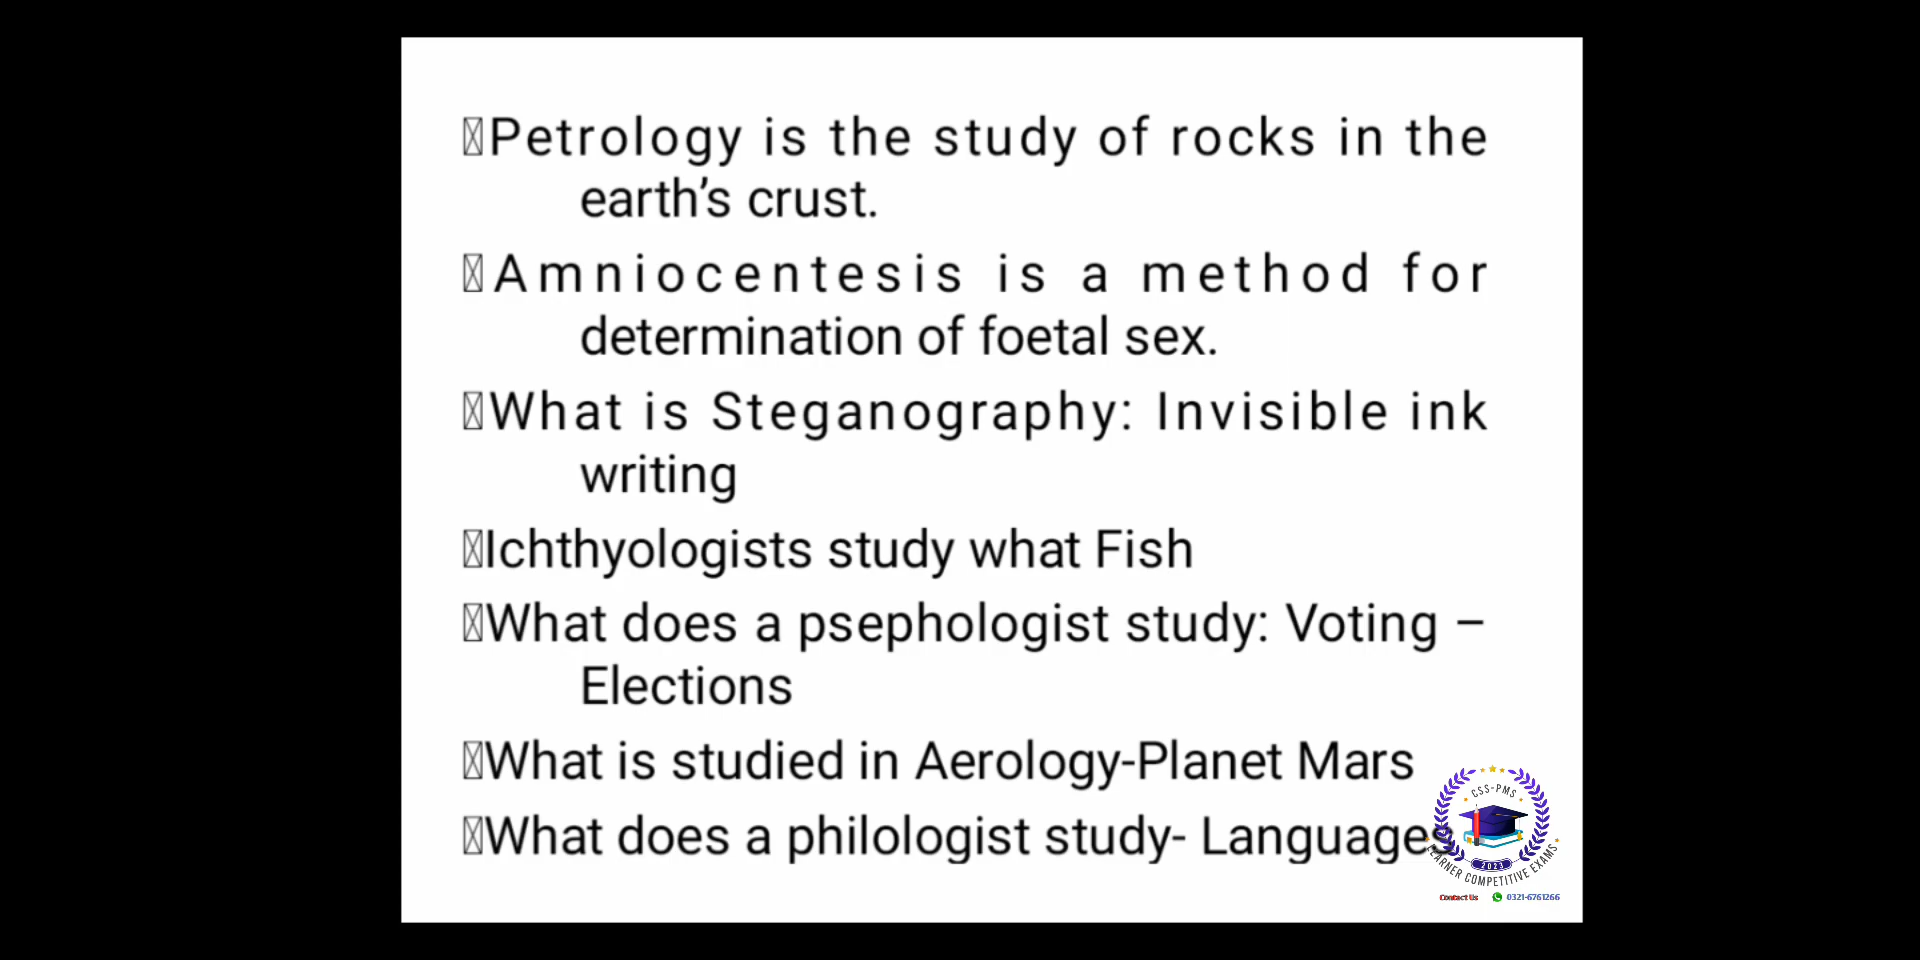 Petrology is the study of rocks in the
earth’s crust.
Amniocentesis is a method for
determination of foetal sex.
What is Steganography: Invisible ink
writing
Ichthyologists study what Fish
What does a psephologist study: Voting –
Elections
What is studied in Aerology-Planet Mars
What does a philologist study- Languages
CSS-PMS
2023
LEARNER COMPETITIVE EXAMS
Contact Us 0321-6761266